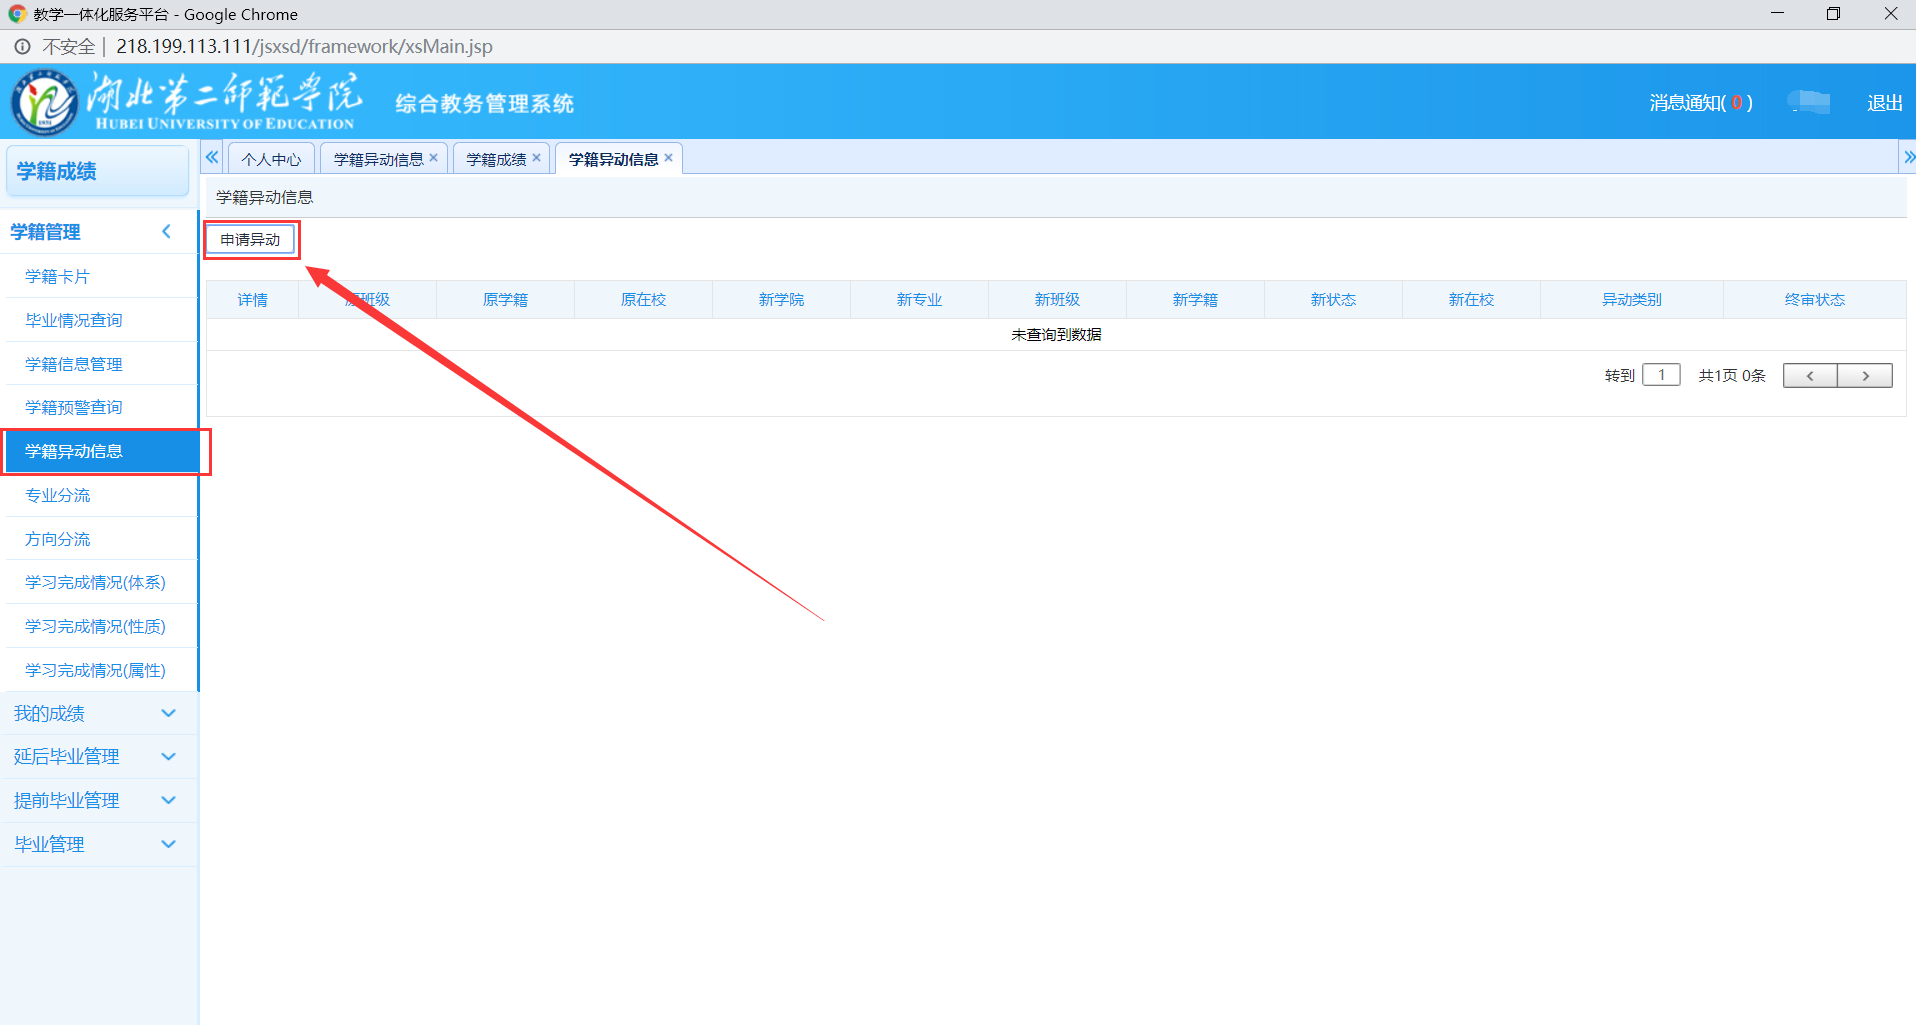 教学一体化服务平台 - Google Chrome
不安全 | 218.199.113.111/jsxsd/framework/xsMain.jsp
湖北第二师范学院
HUBEI UNIVERSITY OF EDUCATION
综合教务管理系统
消息通知( 0 )
退出
学籍成绩
个人中心 学籍异动信息 × 学籍成绩 × 学籍异动信息 ×
学籍管理
学籍卡片
毕业情况查询
学籍信息管理
学籍预警查询
学籍异动信息
专业分流
方向分流
学习完成情况(体系)
学习完成情况(性质)
学习完成情况(属性)
我的成绩
延后毕业管理
提前毕业管理
毕业管理
学籍异动信息
申请异动
详情 原班级 原学籍 原在校 新学院 新专业 新班级 新学籍 新状态 新在校 异动类别 终审状态
未查询到数据
转到 1 共1页 0条 < >